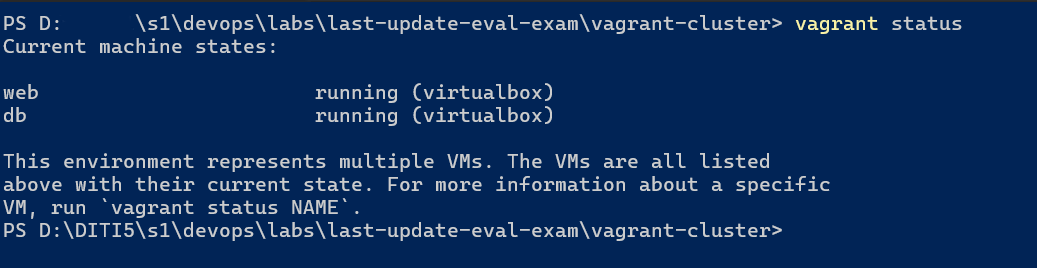 PS D:      \s1\devops\labs\last-update-eval-exam\vagrant-cluster> vagrant status
Current machine states:
web                       running (virtualbox)
db                        running (virtualbox)
This environment represents multiple VMs. The VMs are all listed
above with their current state. For more information about a specific
VM, run `vagrant status NAME`.
PS D:\DITI5\s1\devops\labs\last-update-eval-exam\vagrant-cluster>